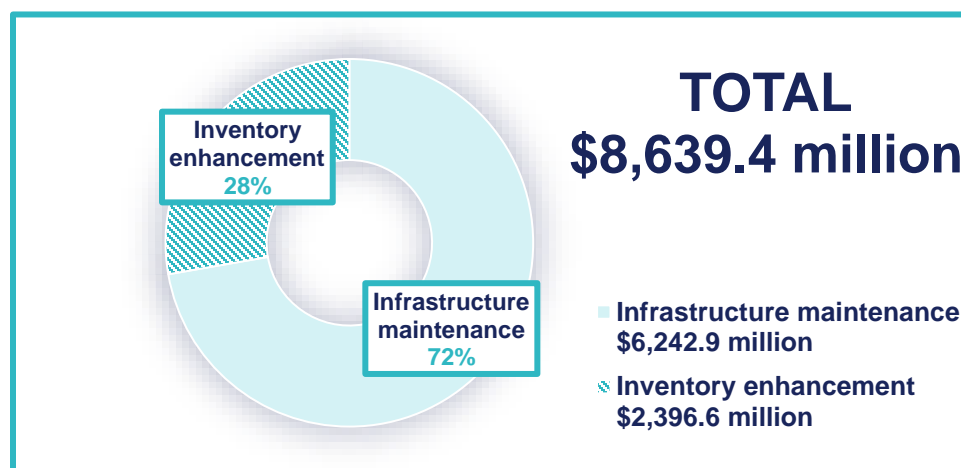 TOTAL
$8,639.4 million
Inventory
enhancement
28%
Infrastructure
maintenance
72%
Infrastructure maintenance
$6,242.9 million
Inventory enhancement
$2,396.6 million